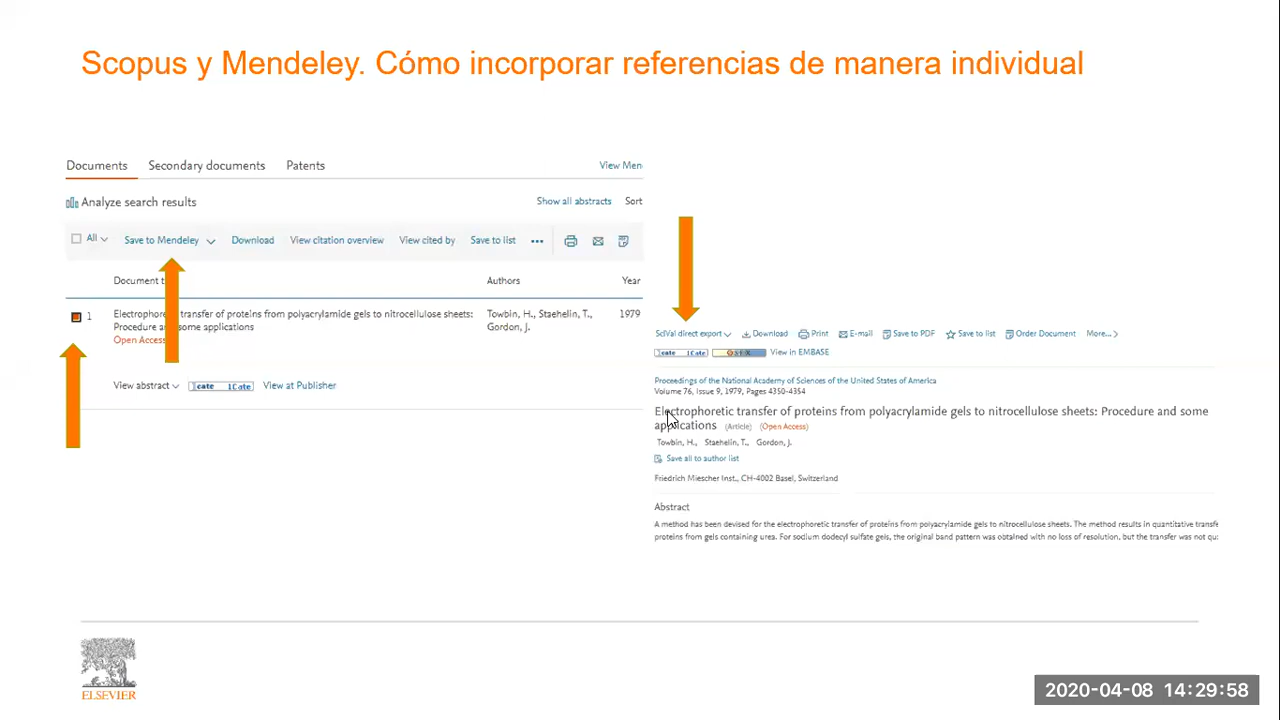 Scopus y Mendeley. Cómo incorporar referencias de manera individual
Documents Secondary documents Patents View Men
Analyze search results Show all abstracts Sort
All Save to Mendeley Download View citation overview View cited by Save to list ...
Document Authors Year
1 Electrophore transfer of proteins from polyacrylamide gels to nitrocellulose sheets: Towbin, H., Staehelin, T., 1979
Procedure an some applications Gordon, J.
Open Access
View abstract View at Publisher
SciVal direct export Download Print E-mail Save to PDF Save to list Order Document More...
View in EMBASE
Proceedings of the National Academy of Sciences of the United States of America
Volume 76, Issue 9, 1979, Pages 4350-4354
Electrophoretic transfer of proteins from polyacrylamide gels to nitrocellulose sheets: Procedure and some
applications (Article) (Open Access)
Towbin, H., Staehelin, T., Gordon, J.
Save all to author list
Friedrich Miescher Inst., CH-4002 Basel, Switzerland
Abstract
A method has been devised for the electrophoretic transfer of proteins from polyacrylamide gels to nitrocellulose sheets. The method results in quantitative transfe
proteins from gels containing urea. For sodium dodecyl sulfate gels, the original band pattern was obtained with no loss of resolution, but the transfer was not qu
ELSEVIER
2020-04-08 14:29:58